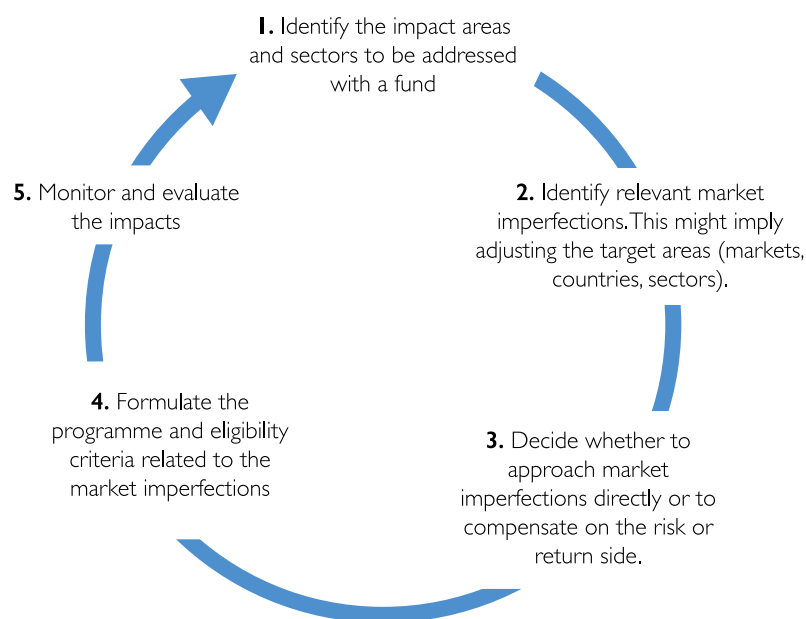 1. Identify the impact areas
and sectors to be addressed
with a fund
2. Identify relevant market
imperfections. This might imply
adjusting the target areas (markets,
countries, sectors).
3. Decide whether to
approach market
imperfections directly or to
compensate on the risk or
return side.
4. Formulate the
programme and eligibility
criteria related to the
market imperfections
5. Monitor and evaluate
the impacts